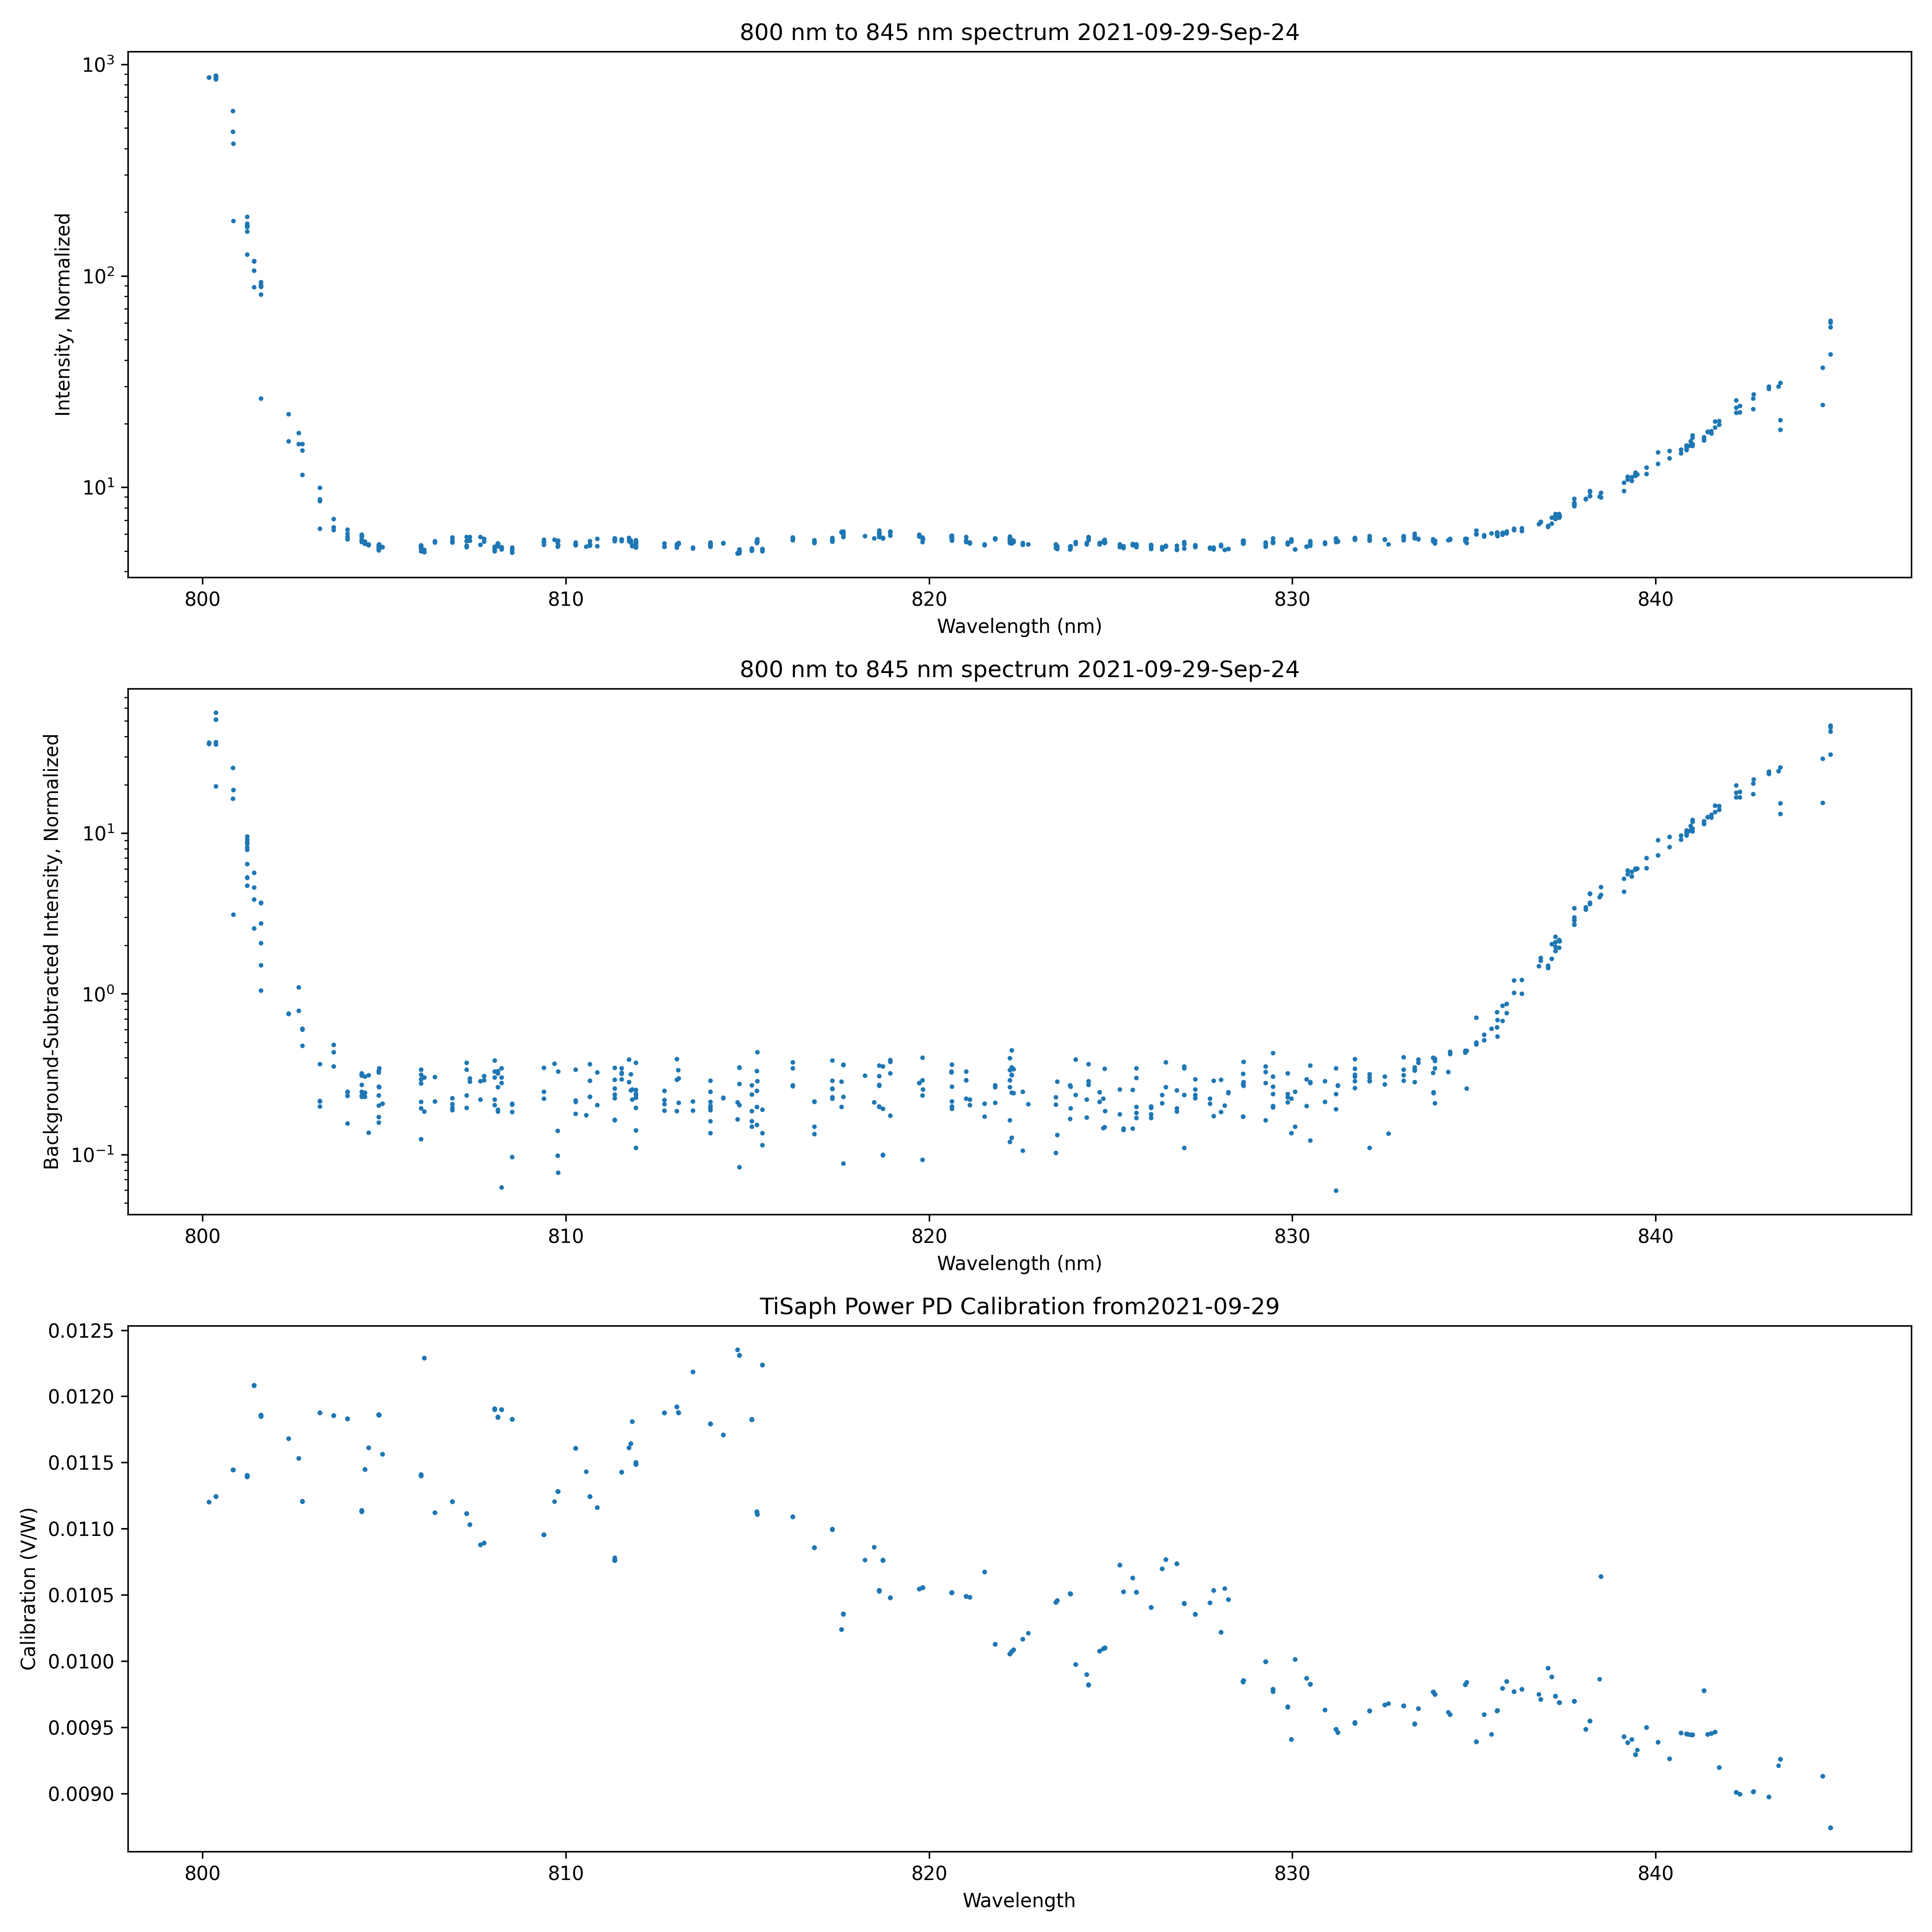 800 nm to 845 nm spectrum 2021-09-29-Sep-24
Intensity, Normalized
10³
10²
10¹
800 810 820 830 840
Wavelength (nm)
800 nm to 845 nm spectrum 2021-09-29-Sep-24
Background-Subtracted Intensity, Normalized
10¹
10⁰
10⁻¹
800 810 820 830 840
Wavelength (nm)
TiSaph Power PD Calibration from2021-09-29
Calibration (V/W)
0.0125
0.0120
0.0115
0.0110
0.0105
0.0100
0.0095
0.0090
800 810 820 830 840
Wavelength